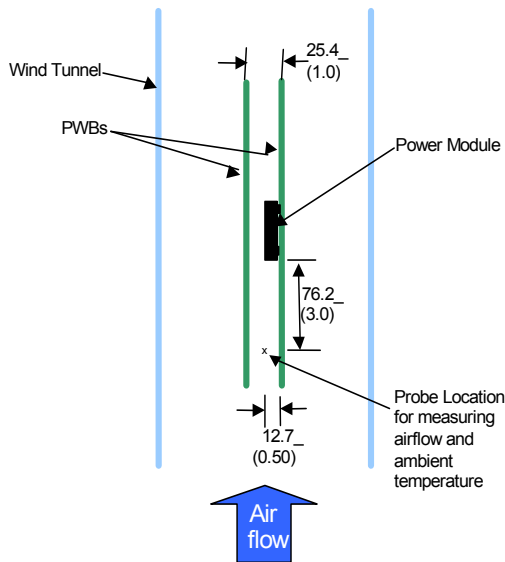 25.4_
(1.0)
Wind Tunnel
PWBs
Power Module
76.2_
(3.0)
x
Probe Location
for measuring
airflow and
ambient
temperature
12.7_
(0.50)
Air
flow